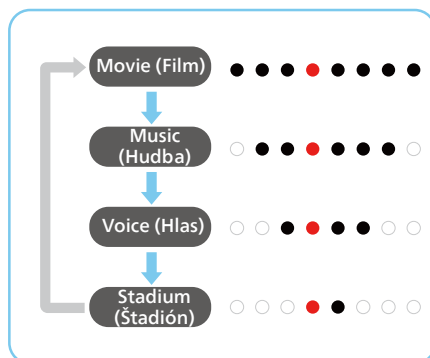 Movie (Film)
Music
(Hudba)
Voice (Hlas)
Stadium
(Štadión)